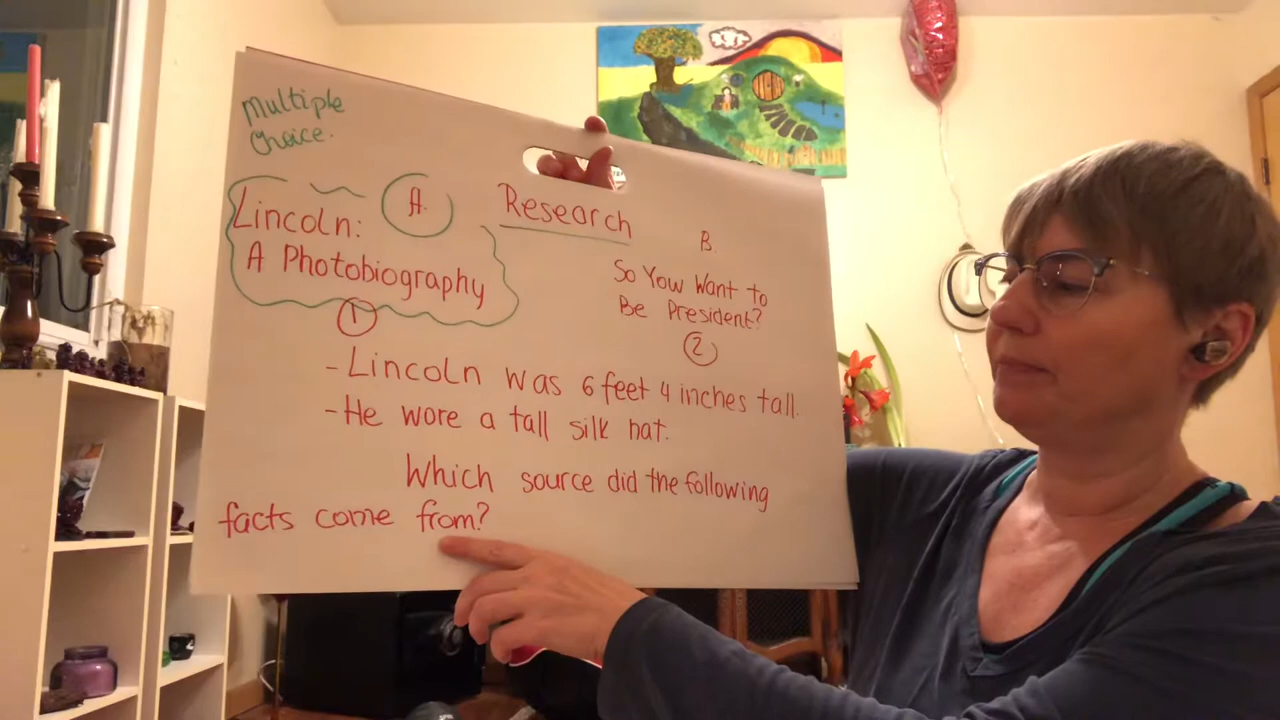 Multiple
Choice.
A.
Research
Lincoln:
A Photobiography
1
B.
So You Want to
Be President?
2
- Lincoln was 6 feet 4 inches tall.
- He wore a tall silk hat.
Which source did the following
facts come from?